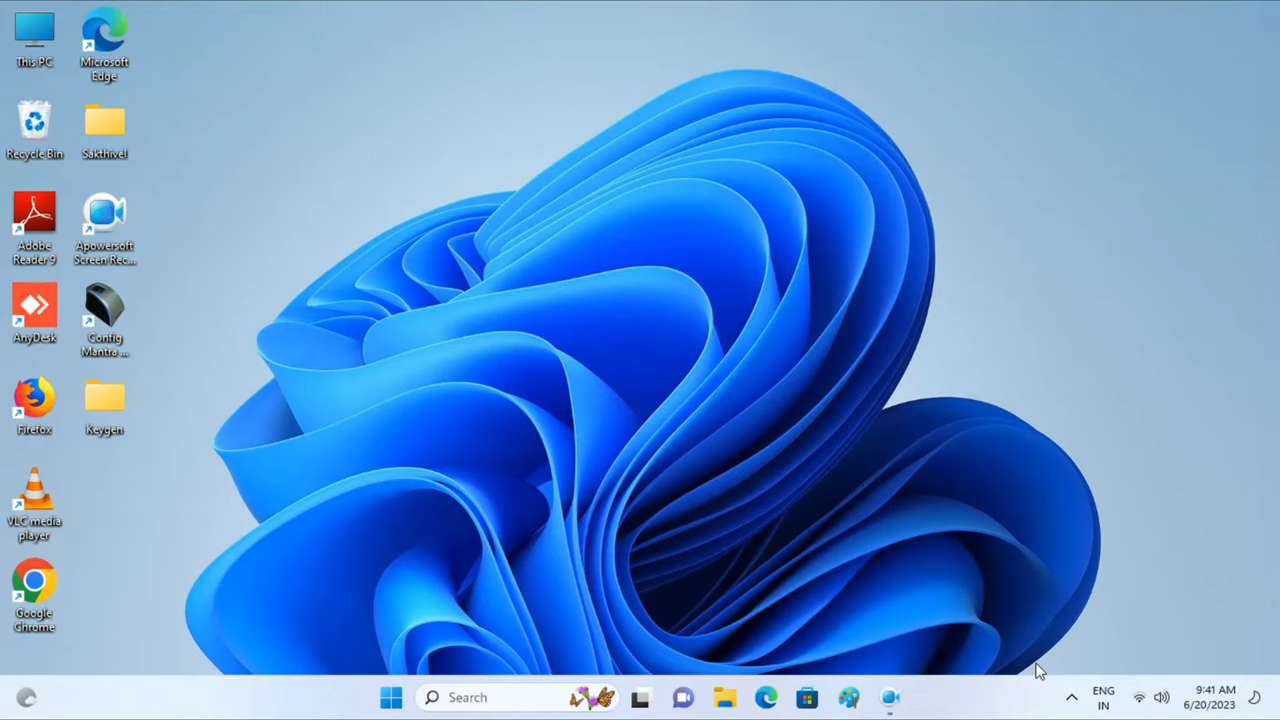 This PC
Microsoft
Edge
Recycle Bin
Sakthivel
Adobe
Reader 9
Apowersoft
Screen Rec...
AnyDesk
Config
Mantra ...
Firefox
Keygen
VLC media
player
Google
Chrome
Search
ENG
IN
9:41 AM
6/20/2023